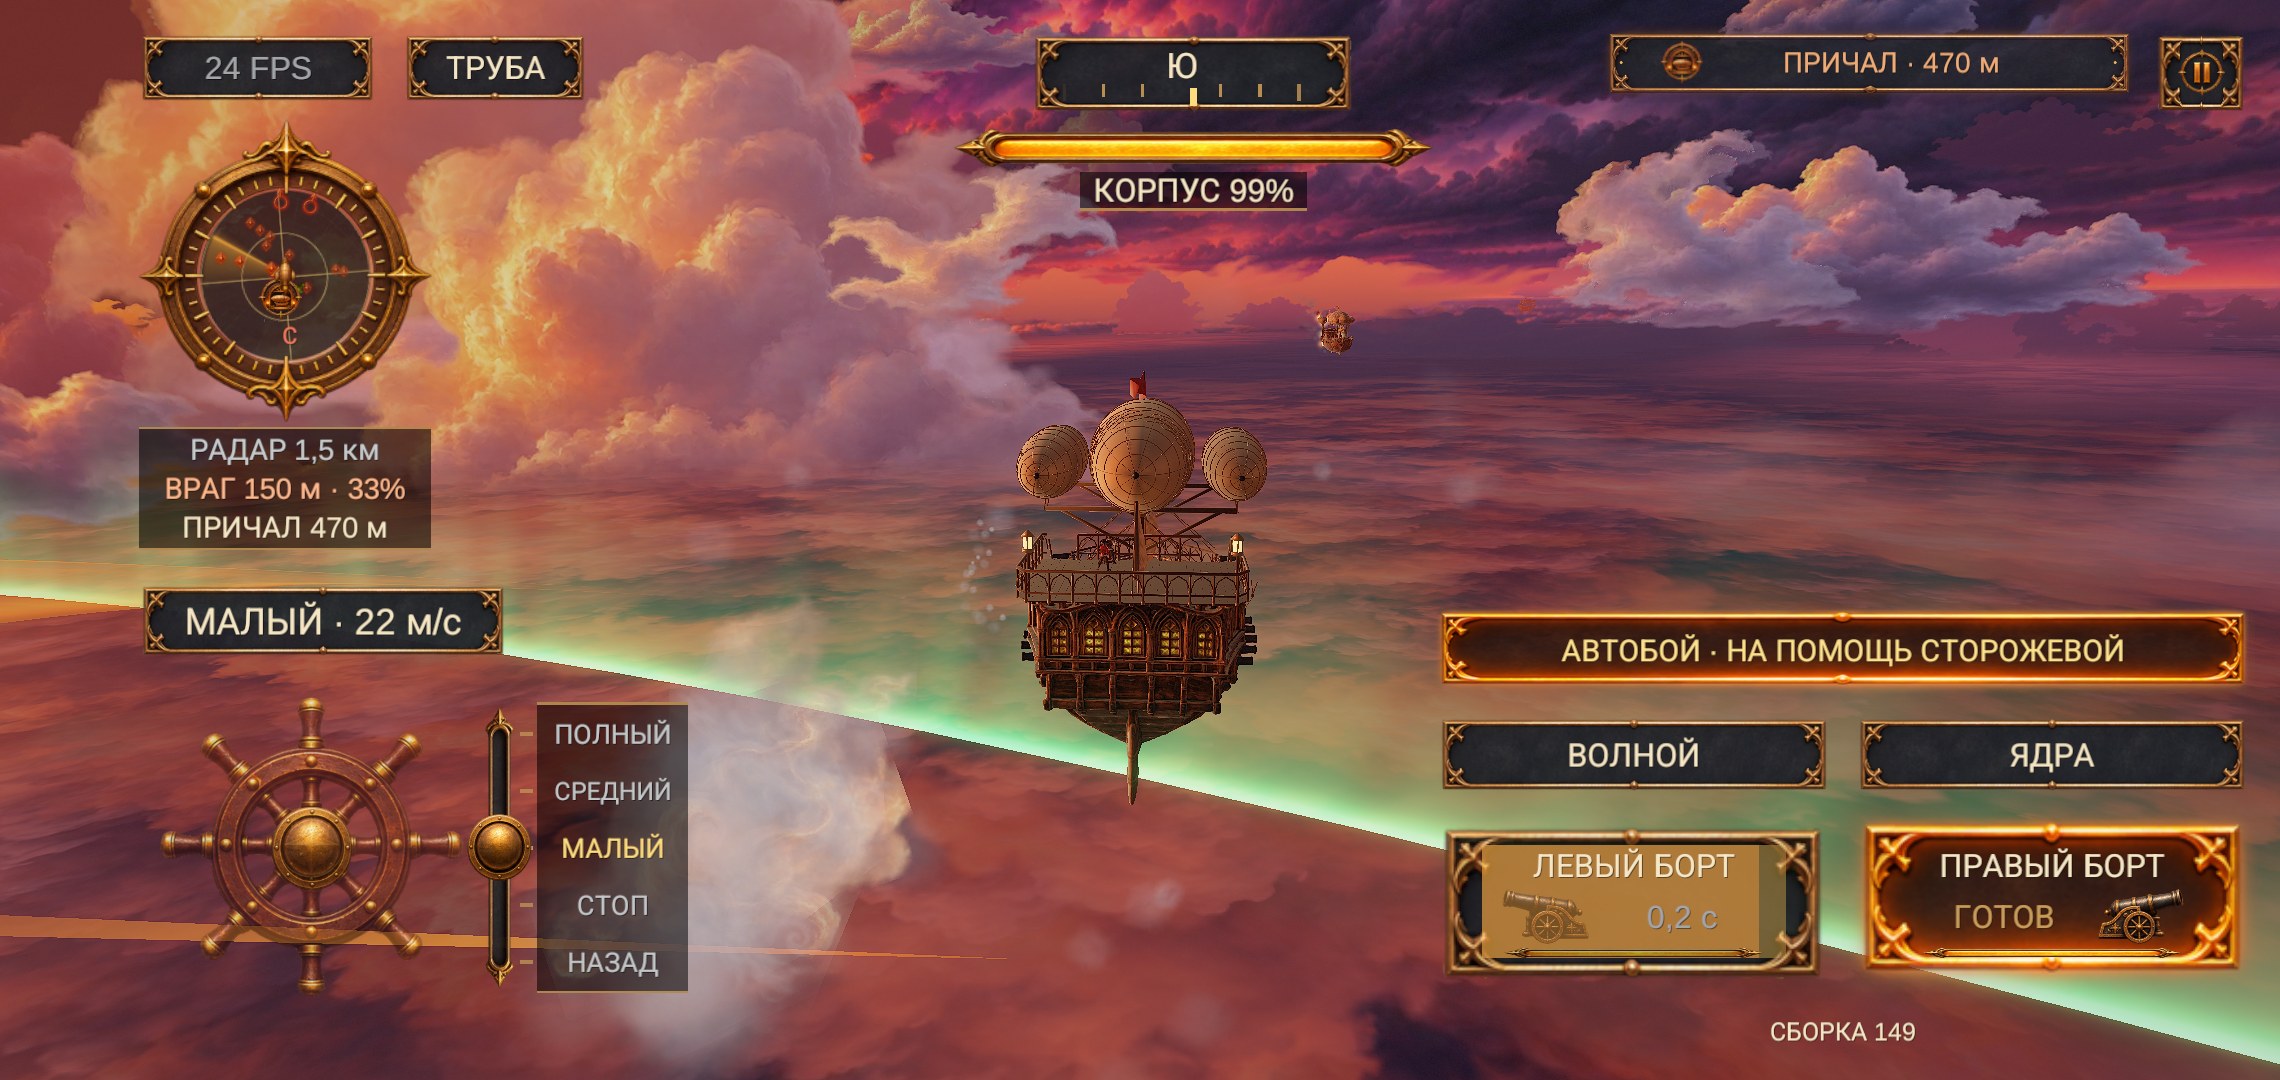 24 FPS
ТРУБА
Ю
ПРИЧАЛ · 470 м
КОРПУС 99%
С
РАДАР 1,5 км
ВРАГ 150 м · 33%
ПРИЧАЛ 470 м
МАЛЫЙ · 22 м/с
ПОЛНЫЙ
СРЕДНИЙ
МАЛЫЙ
СТОП
НАЗАД
АВТОБОЙ · НА ПОМОЩЬ СТОРОЖЕВОЙ
ВОЛНОЙ
ЯДРА
ЛЕВЫЙ БОРТ
0,2 с
ПРАВЫЙ БОРТ
ГОТОВ
СБОРКА 149